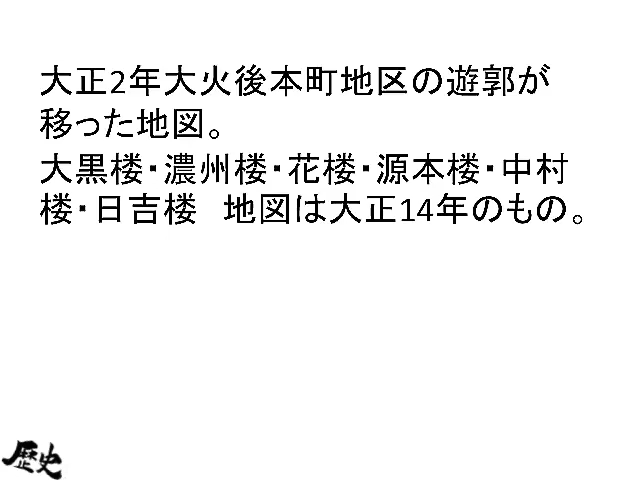 大正2年大火後本町地区の遊郭が
移った地図。
大黒楼・濃州楼・花楼・源本楼・中村
楼・日吉楼　地図は大正14年のもの。
歴史